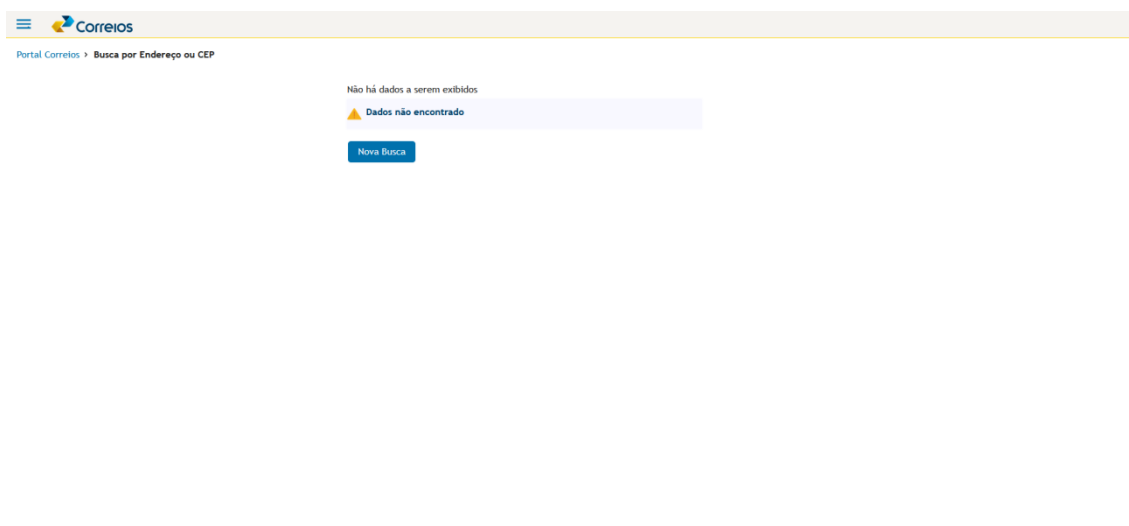 Correios
Portal Correios > Busca por Endereço ou CEP
Não há dados a serem exibidos
Dados não encontrado
Nova Busca